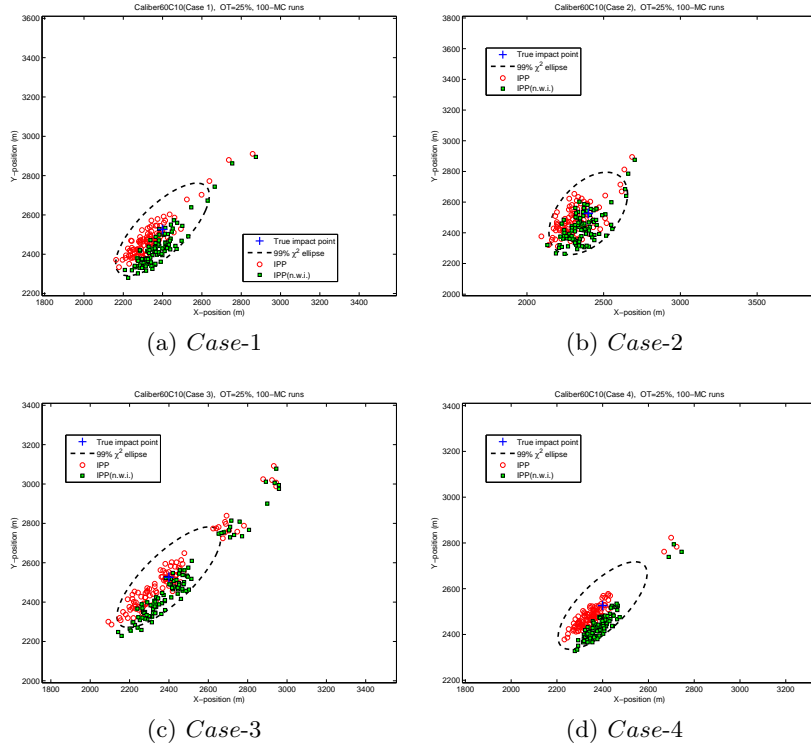 Caliber60C10(Case 1), OT=25%, 100−MC runs
3600
3400
3200
3000
2800
2600
2400
2200
Y−position (m)
True impact point
99% χ² ellipse
IPP
IPP(n.w.i.)
1800 2000 2200 2400 2600 2800 3000 3200 3400
X−position (m)
(a) Case-1
Caliber60C10(Case 2), OT=25%, 100−MC runs
3800
3600
3400
3200
3000
2800
2600
2400
2200
2000
1800
Y−position (m)
True impact point
99% χ² ellipse
IPP
IPP(n.w.i.)
2000 2500 3000 3500
X−position (m)
(b) Case-2
Caliber60C10(Case 3), OT=25%, 100−MC runs
3400
3200
3000
2800
2600
2400
2200
2000
Y−position (m)
True impact point
99% χ² ellipse
IPP
IPP(n.w.i.)
1800 2000 2200 2400 2600 2800 3000 3200 3400
X−position (m)
(c) Case-3
Caliber60C10(Case 4), OT=25%, 100−MC runs
3400
3200
3000
2800
2600
2400
2200
Y−position (m)
True impact point
99% χ² ellipse
IPP
IPP(n.w.i.)
1800 2000 2200 2400 2600 2800 3000 3200
X−position (m)
(d) Case-4